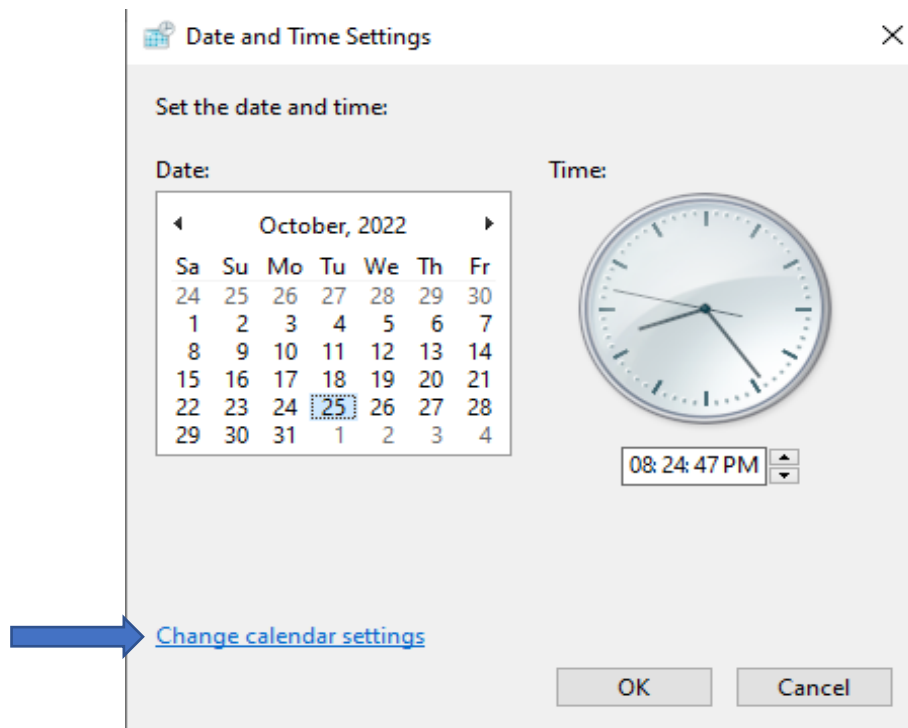 Date and Time Settings
Set the date and time:
Date:
Time:
October, 2022
Sa Su Mo Tu We Th Fr
24 25 26 27 28 29 30
1 2 3 4 5 6 7
8 9 10 11 12 13 14
15 16 17 18 19 20 21
22 23 24 25 26 27 28
29 30 31 1 2 3 4
08: 24: 47 PM
Change calendar settings
OK
Cancel